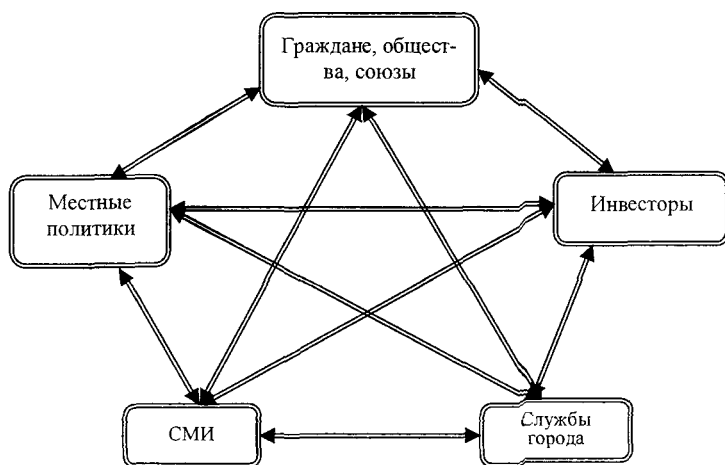 Граждане, общест-
ва, союзы
Местные
политики
Инвесторы
СМИ
Службы
города